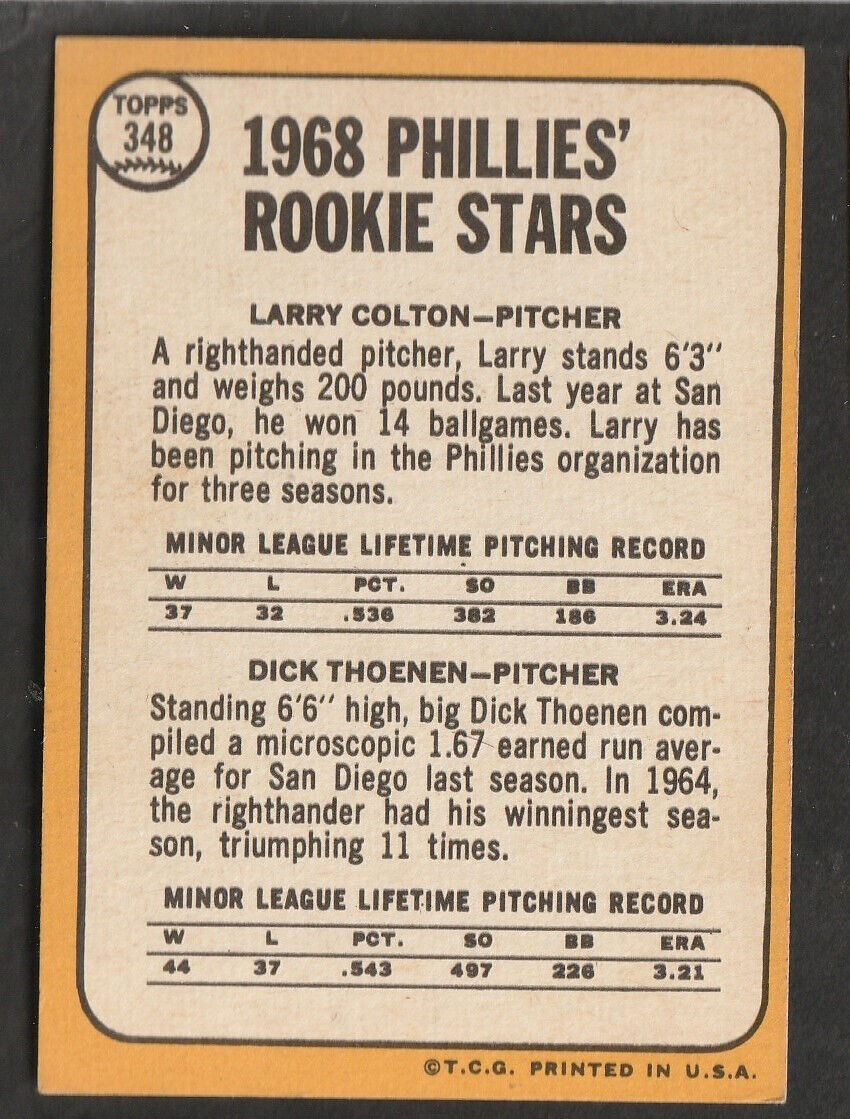 TOPPS
348
1968 PHILLIES'
ROOKIE STARS
LARRY COLTON—PITCHER
A righthanded pitcher, Larry stands 6'3''
and weighs 200 pounds. Last year at San
Diego, he won 14 ballgames. Larry has
been pitching in the Phillies organization
for three seasons.
MINOR LEAGUE LIFETIME PITCHING RECORD
W L PCT. SO BB ERA
37 32 .536 382 186 3.24
DICK THOENEN—PITCHER
Standing 6'6'' high, big Dick Thoenen com-
piled a microscopic 1.67 earned run aver-
age for San Diego last season. In 1964,
the righthander had his winningest sea-
son, triumphing 11 times.
MINOR LEAGUE LIFETIME PITCHING RECORD
W L PCT. SO BB ERA
44 37 .543 497 226 3.21
©T.C.G. PRINTED IN U.S.A.